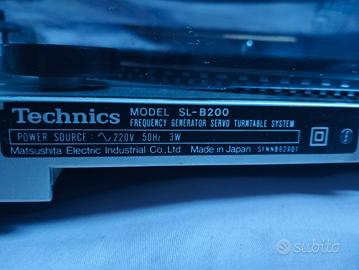 Technics MODEL SL-B200
FREQUENCY GENERATOR SERVO TURNTABLE SYSTEM
POWER SOURCE : ~ 220V 50Hz 3W
Matsushita Electric Industrial Co., Ltd. Made in Japan SFNNB62R01
subito